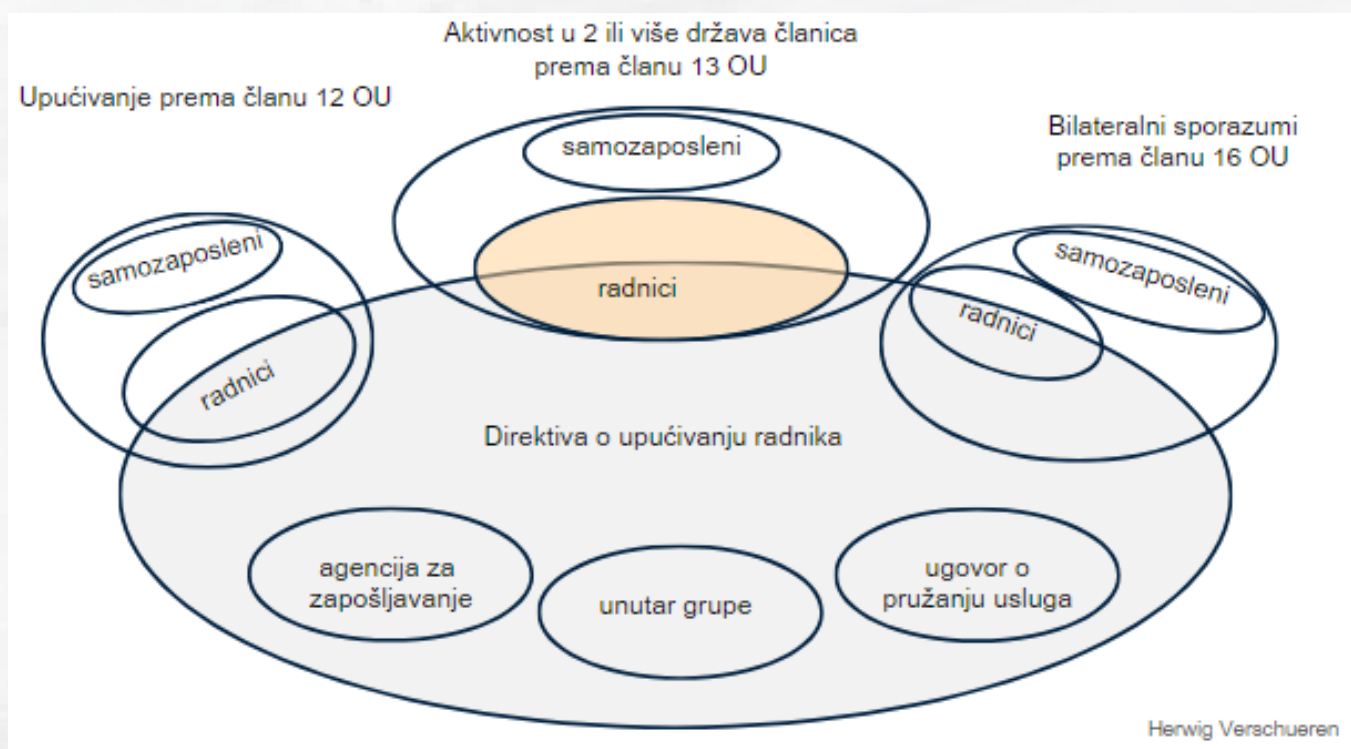 Aktivnost u 2 ili više država članica
prema članu 13 OU
Upućivanje prema članu 12 OU
Bilateralni sporazumi
prema članu 16 OU
samozaposleni
samozaposleni
samozaposleni
radnici
radnici
radnici
Direktiva o upućivanju radnika
agencija za
zapošljavanje
unutar grupe
ugovor o
pružanju usluga
Herwig Verschueren